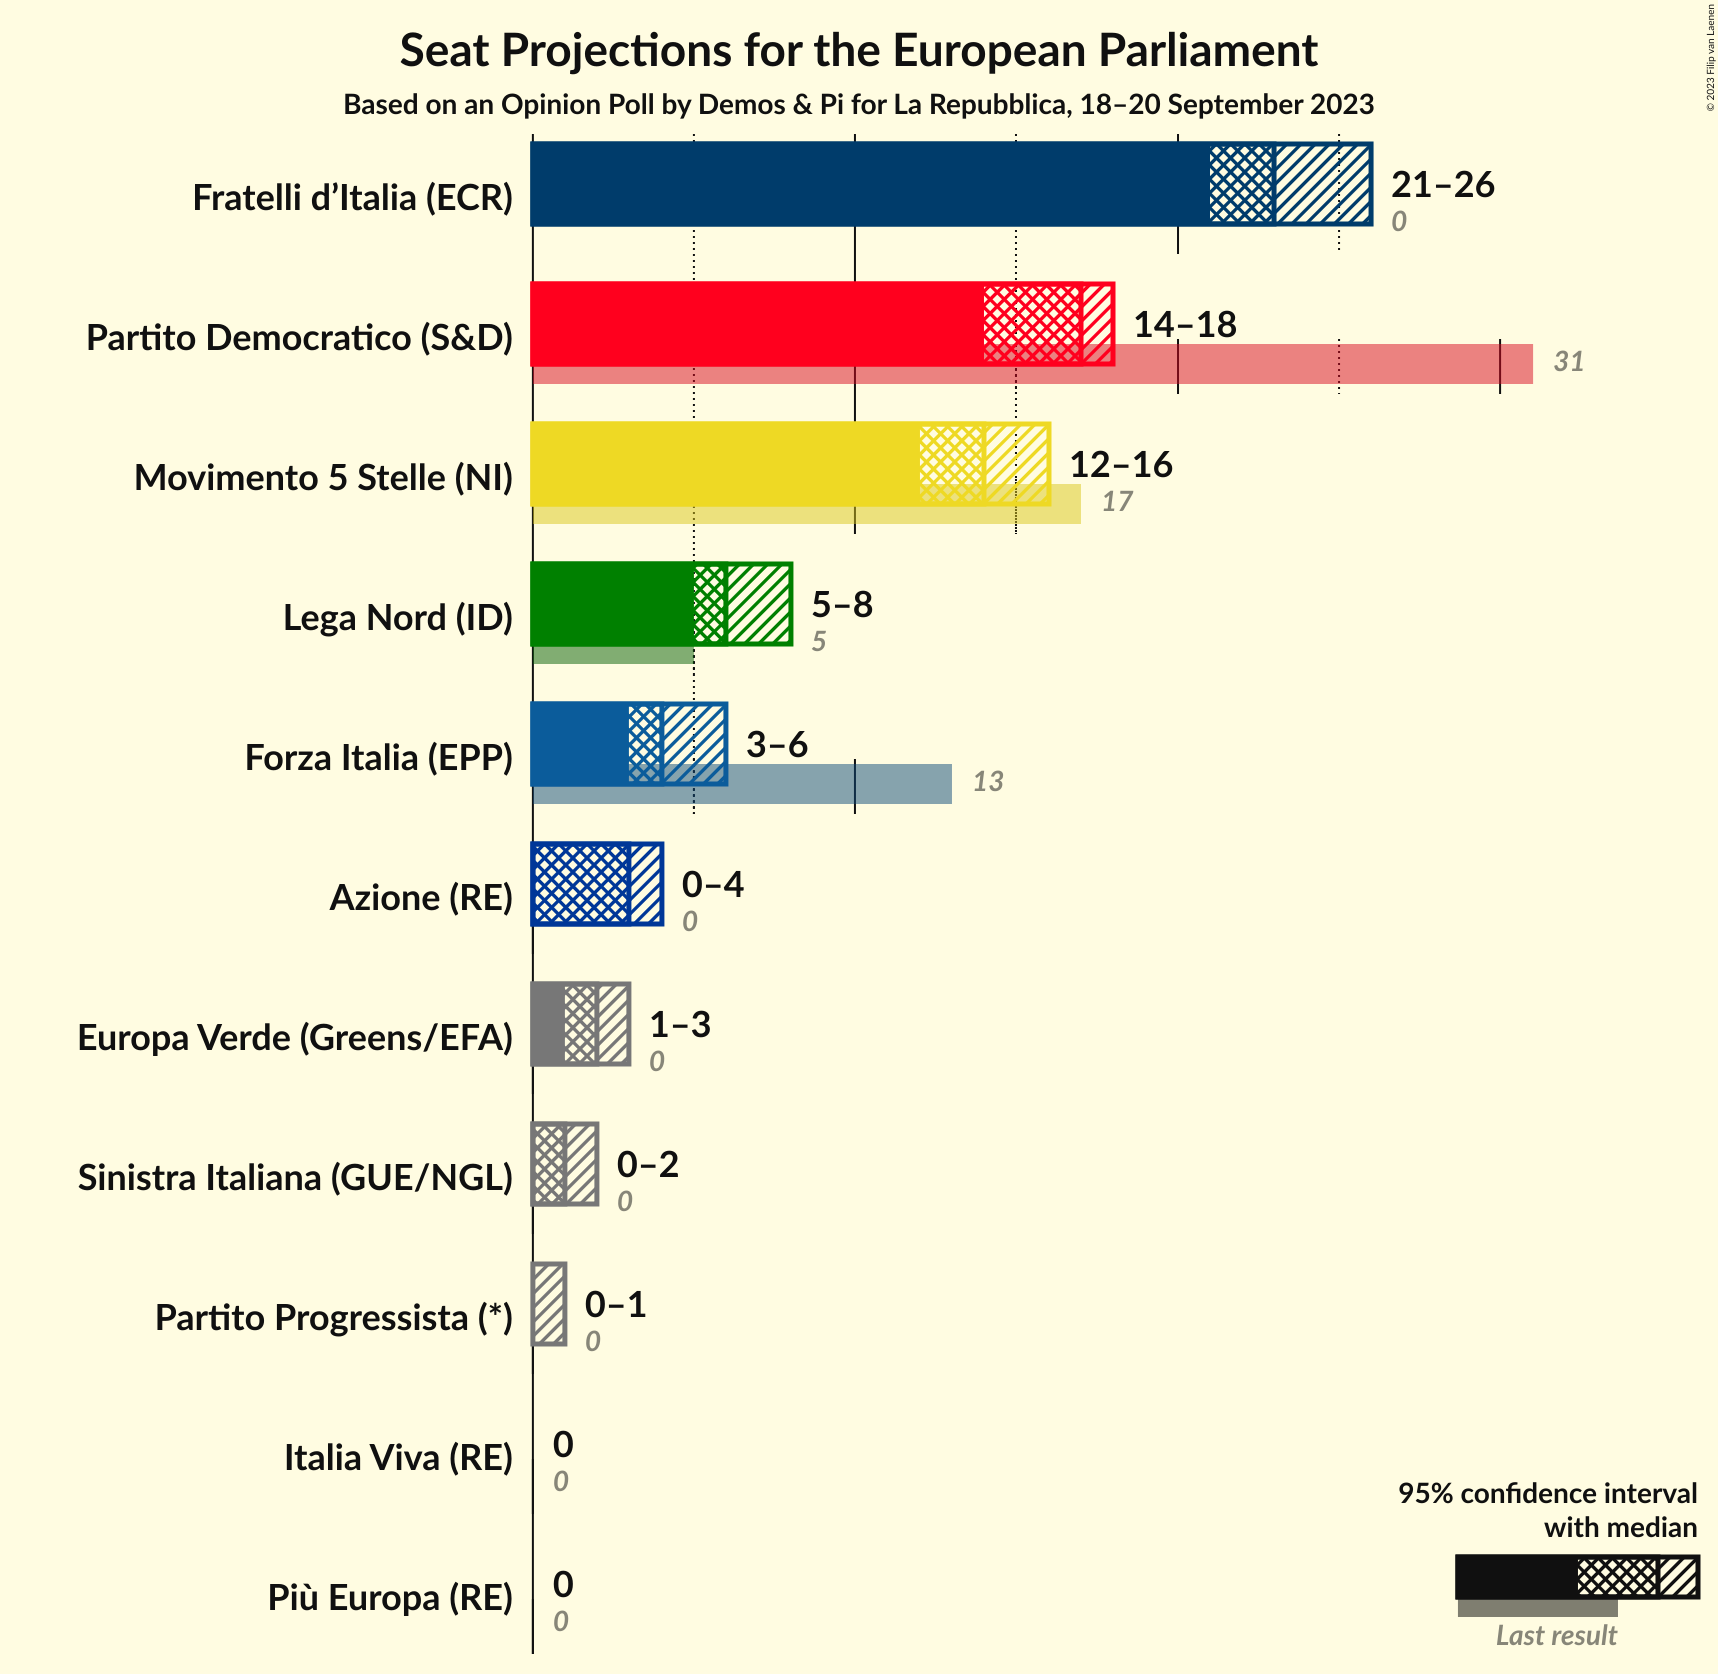 Seat Projections for the European Parliament
Based on an Opinion Poll by Demos & Pi for La Repubblica, 18–20 September 2023
© 2023 Filip van Laenen
Fratelli d’Italia (ECR)
21–26
0
Partito Democratico (S&D)
14–18
31
Movimento 5 Stelle (NI)
12–16
17
Lega Nord (ID)
5–8
5
Forza Italia (EPP)
3–6
13
Azione (RE)
0–4
0
Europa Verde (Greens/EFA)
1–3
0
Sinistra Italiana (GUE/NGL)
0–2
0
Partito Progressista (*)
0–1
0
Italia Viva (RE)
0
0
Più Europa (RE)
0
0
95% confidence interval
with median
Last result